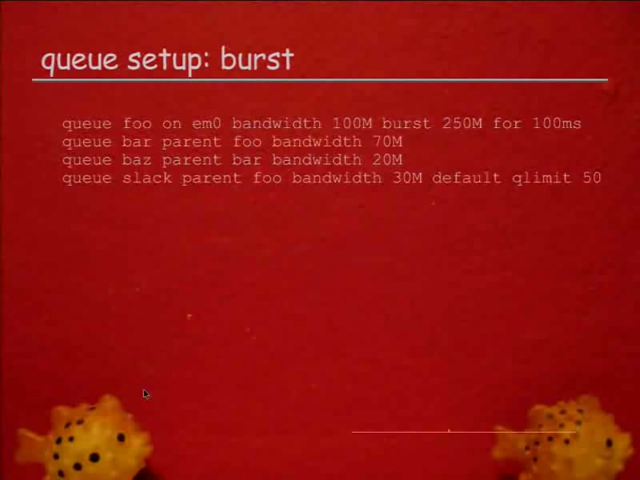 queue setup: burst
queue foo on em0 bandwidth 100M burst 250M for 100ms
queue bar parent foo bandwidth 70M
queue baz parent bar bandwidth 20M
queue slack parent foo bandwidth 30M default qlimit 50